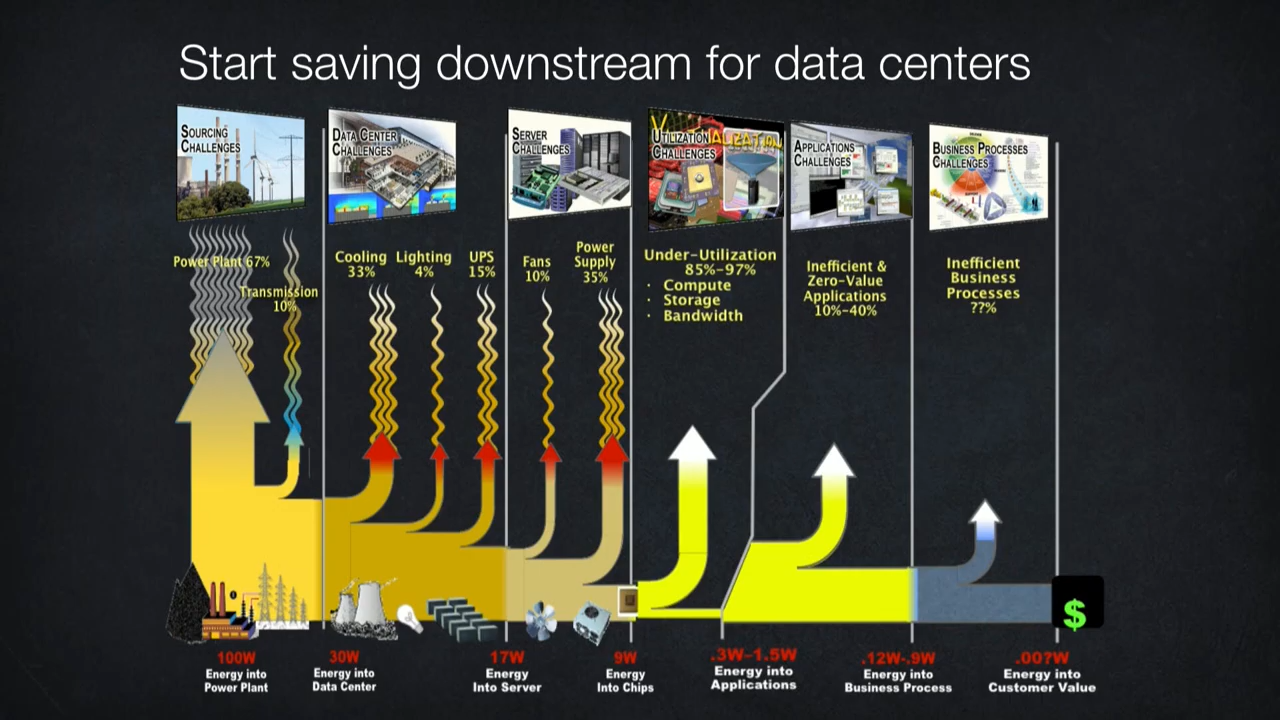 Start saving downstream for data centers
SOURCING
CHALLENGES
DATA CENTER
CHALLENGES
SERVER
CHALLENGES
UTILIZATION
CHALLENGES
APPLICATIONS
CHALLENGES
BUSINESS PROCESSES
CHALLENGES
Power Plant 67%
Transmission
10%
Cooling
33%
Lighting
4%
UPS
15%
Fans
10%
Power
Supply
35%
Under-Utilization
85%-97%
· Compute
· Storage
· Bandwidth
Inefficient &
Zero-Value
Applications
10%-40%
Inefficient
Business
Processes
??%
$
100W
Energy into
Power Plant
30W
Energy into
Data Center
17W
Energy
Into Server
9W
Energy
Into Chips
.3W-1.5W
Energy into
Applications
.12W-.9W
Energy into
Business Process
.00?W
Energy into
Customer Value